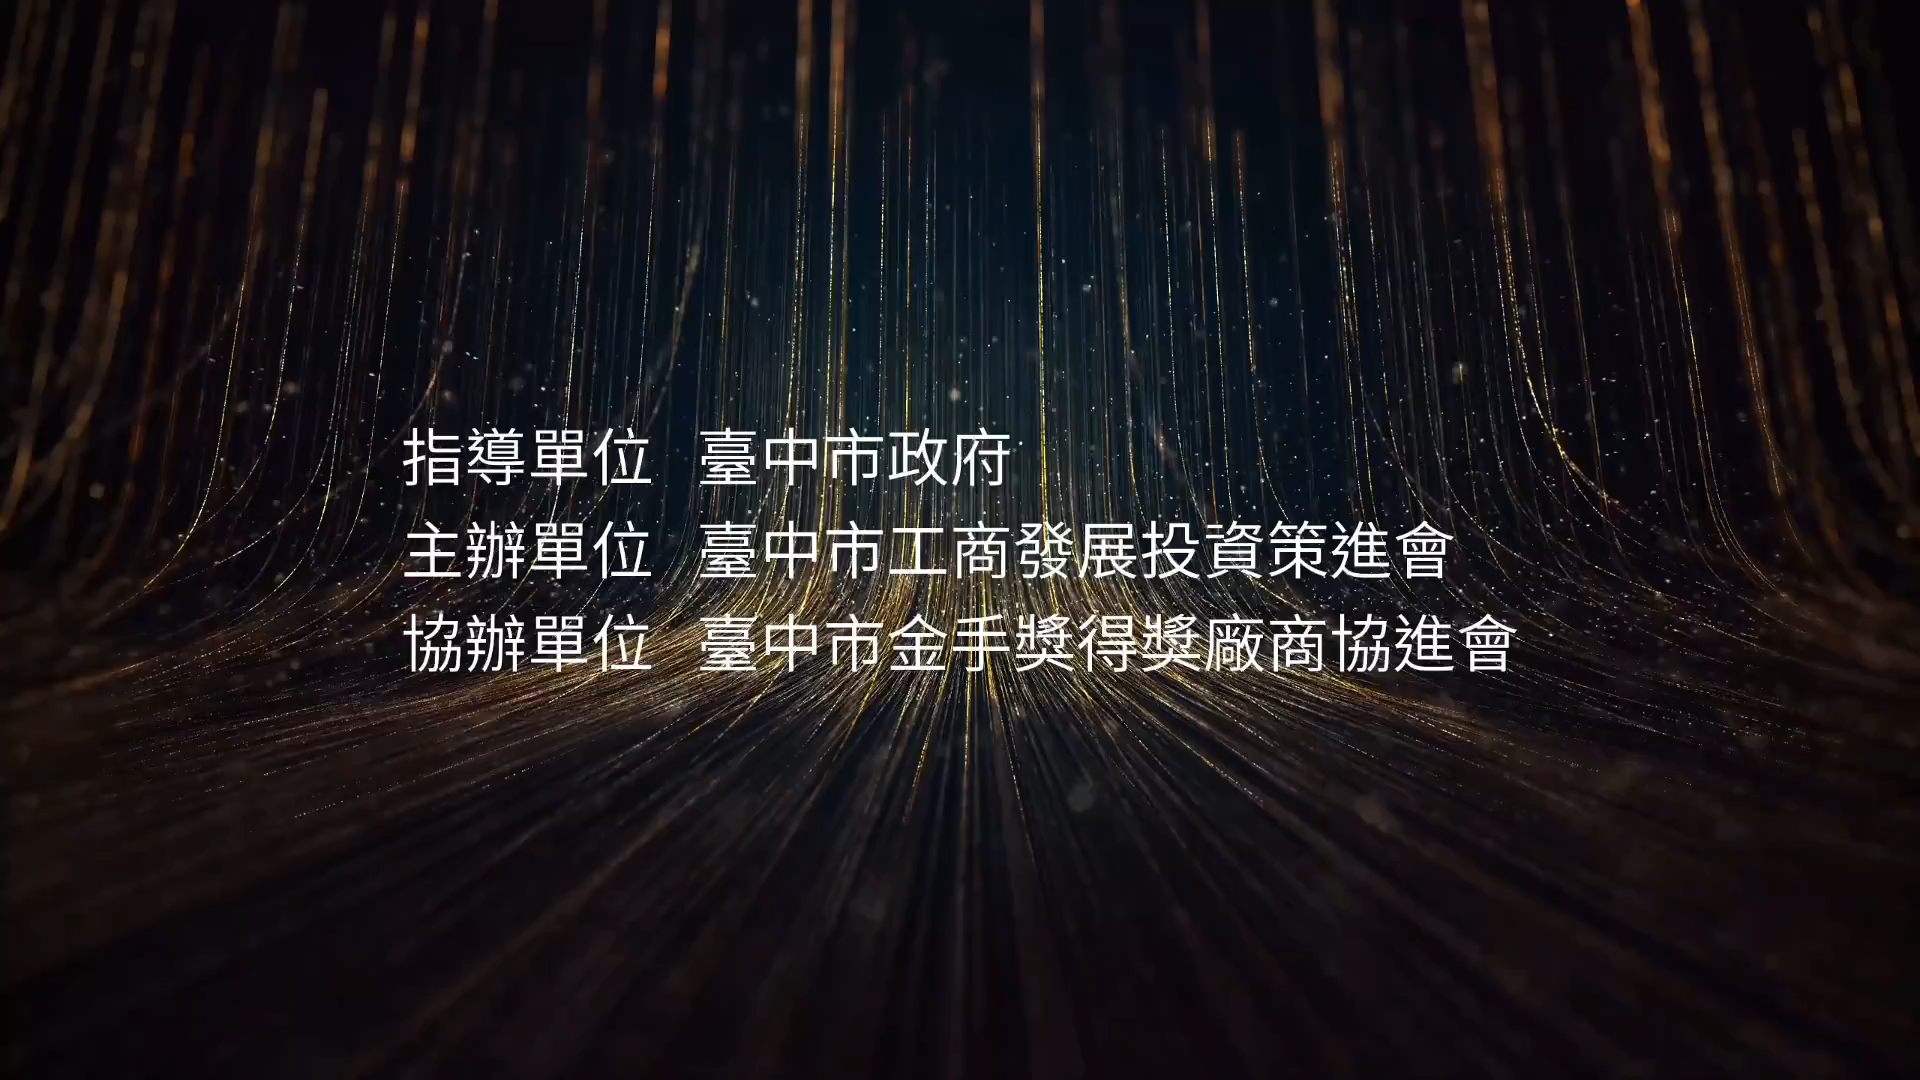 指導單位 臺中市政府
主辦單位 臺中市工商發展投資策進會
協辦單位 臺中市金手獎得獎廠商協進會